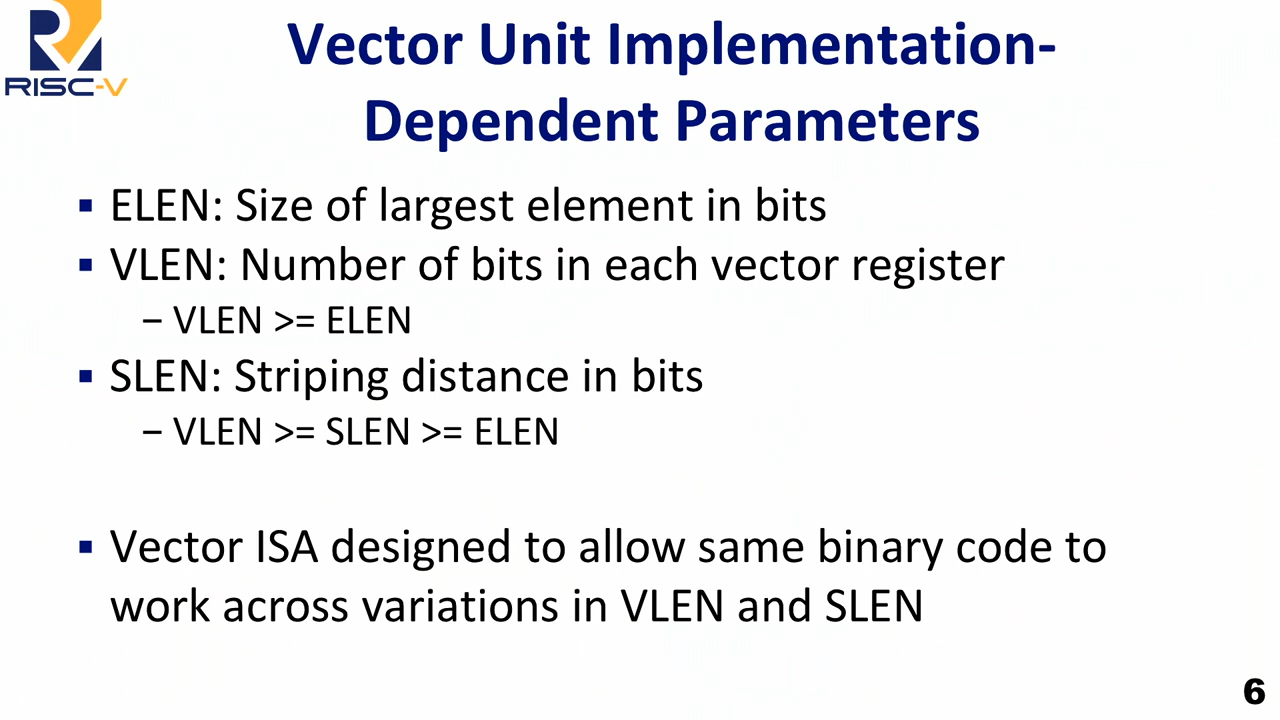 RISC-V
Vector Unit Implementation-
Dependent Parameters
▪ ELEN: Size of largest element in bits
▪ VLEN: Number of bits in each vector register
– VLEN >= ELEN
▪ SLEN: Striping distance in bits
– VLEN >= SLEN >= ELEN
▪ Vector ISA designed to allow same binary code to
work across variations in VLEN and SLEN
6